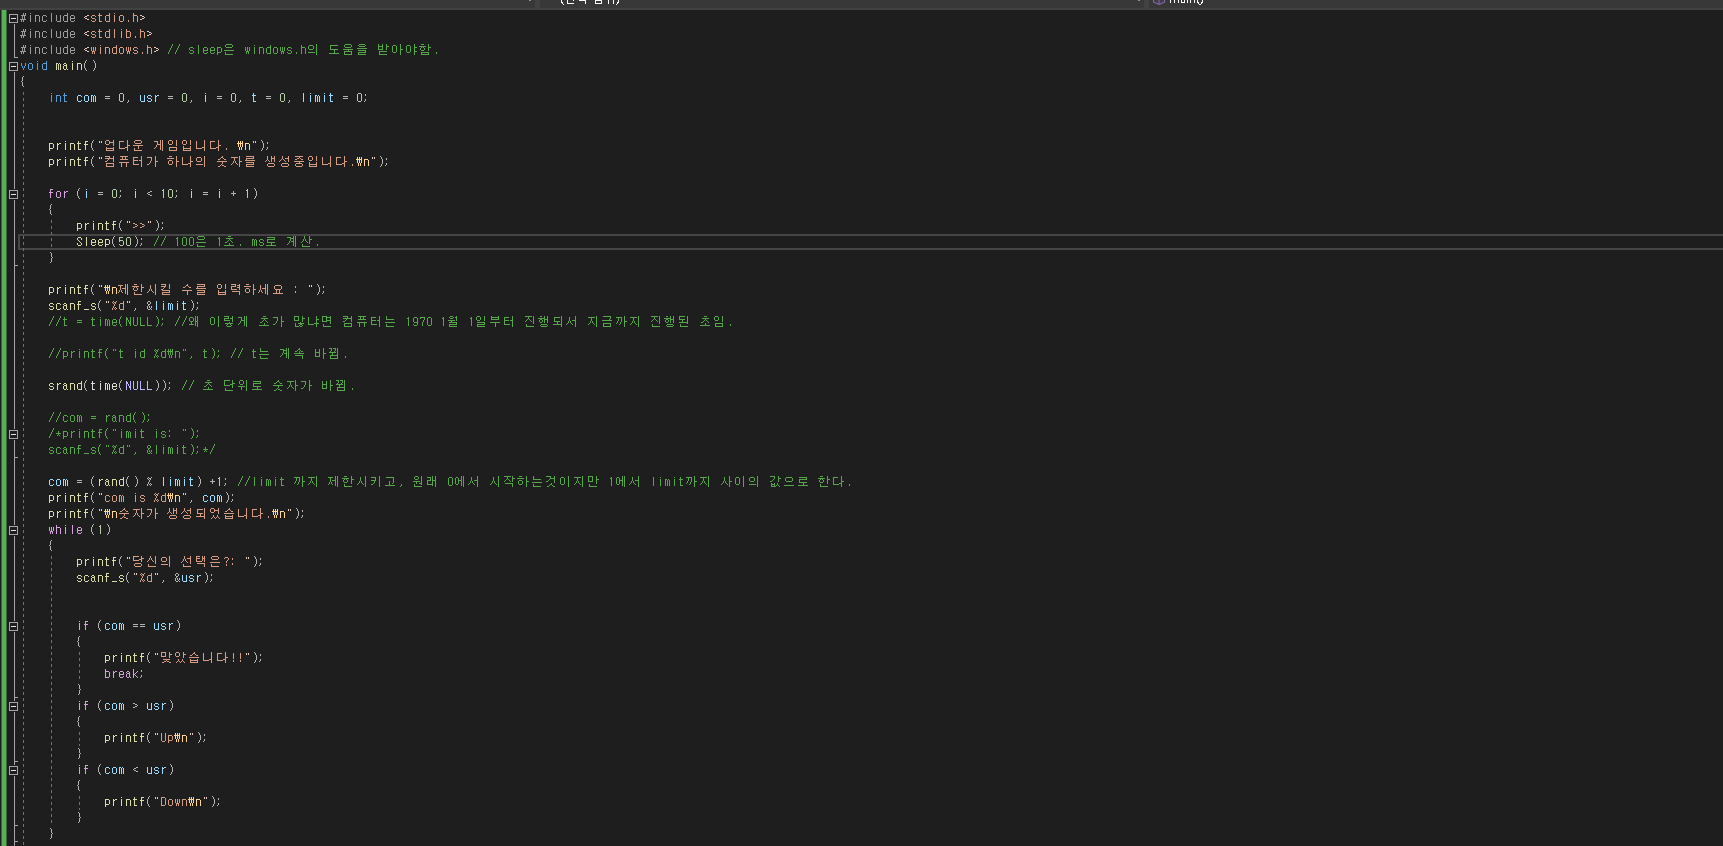 main()
#include <stdio.h>
#include <stdlib.h>
#include <windows.h> // sleep은 windows.h의 도움을 받아야함.
void main()
{
int com = 0, usr = 0, i = 0, t = 0, limit = 0;
printf("업다운 게임입니다. ₩n");
printf("컴퓨터가 하나의 숫자를 생성중입니다.₩n");
for (i = 0; i < 10; i = i + 1)
{
printf(">>");
Sleep(50); // 100은 1초. ms로 계산.
}
printf("₩n제한시킬 수를 입력하세요 : ");
scanf_s("%d", &limit);
//t = time(NULL); //왜 이렇게 초가 많냐면 컴퓨터는 1970 1월 1일부터 진행되서 지금까지 진행된 초임.
//printf("t id %d₩n", t); // t는 계속 바뀜.
srand(time(NULL)); // 초 단위로 숫자가 바뀜.
//com = rand();
/*printf("imit is: ");
scanf_s("%d", &limit);*/
com = (rand() % limit) +1; //limit 까지 제한시키고, 원래 0에서 시작하는것이지만 1에서 limit까지 사이의 값으로 한다.
printf("com is %d₩n", com);
printf("₩n숫자가 생성되었습니다.₩n");
while (1)
{
printf("당신의 선택은?: ");
scanf_s("%d", &usr);
if (com == usr)
{
printf("맞았습니다!!");
break;
}
if (com > usr)
{
printf("Up₩n");
}
if (com < usr)
{
printf("Down₩n");
}
}